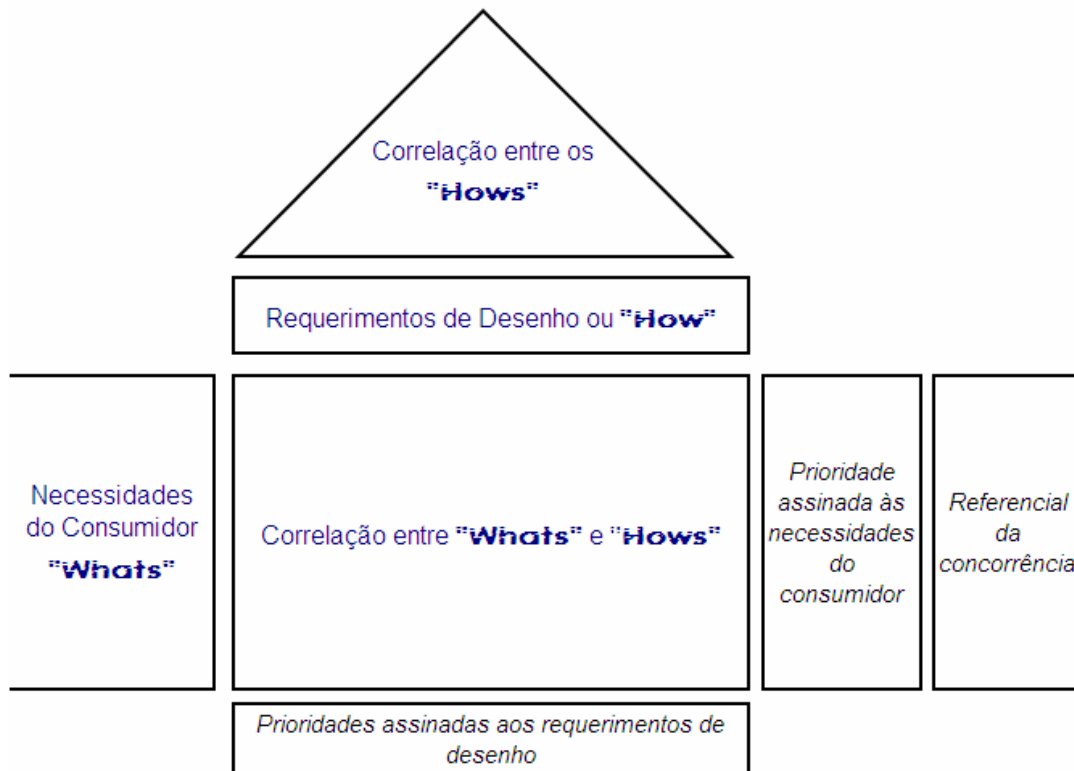 Correlação entre os
"Hows"
Requerimentos de Desenho ou "How"
Necessidades
do Consumidor
"Whats"
Correlação entre "Whats" e "Hows"
Prioridade
assinada às
necessidades
do
consumidor
Referencial
da
concorrência
Prioridades assinadas aos requerimentos de
desenho